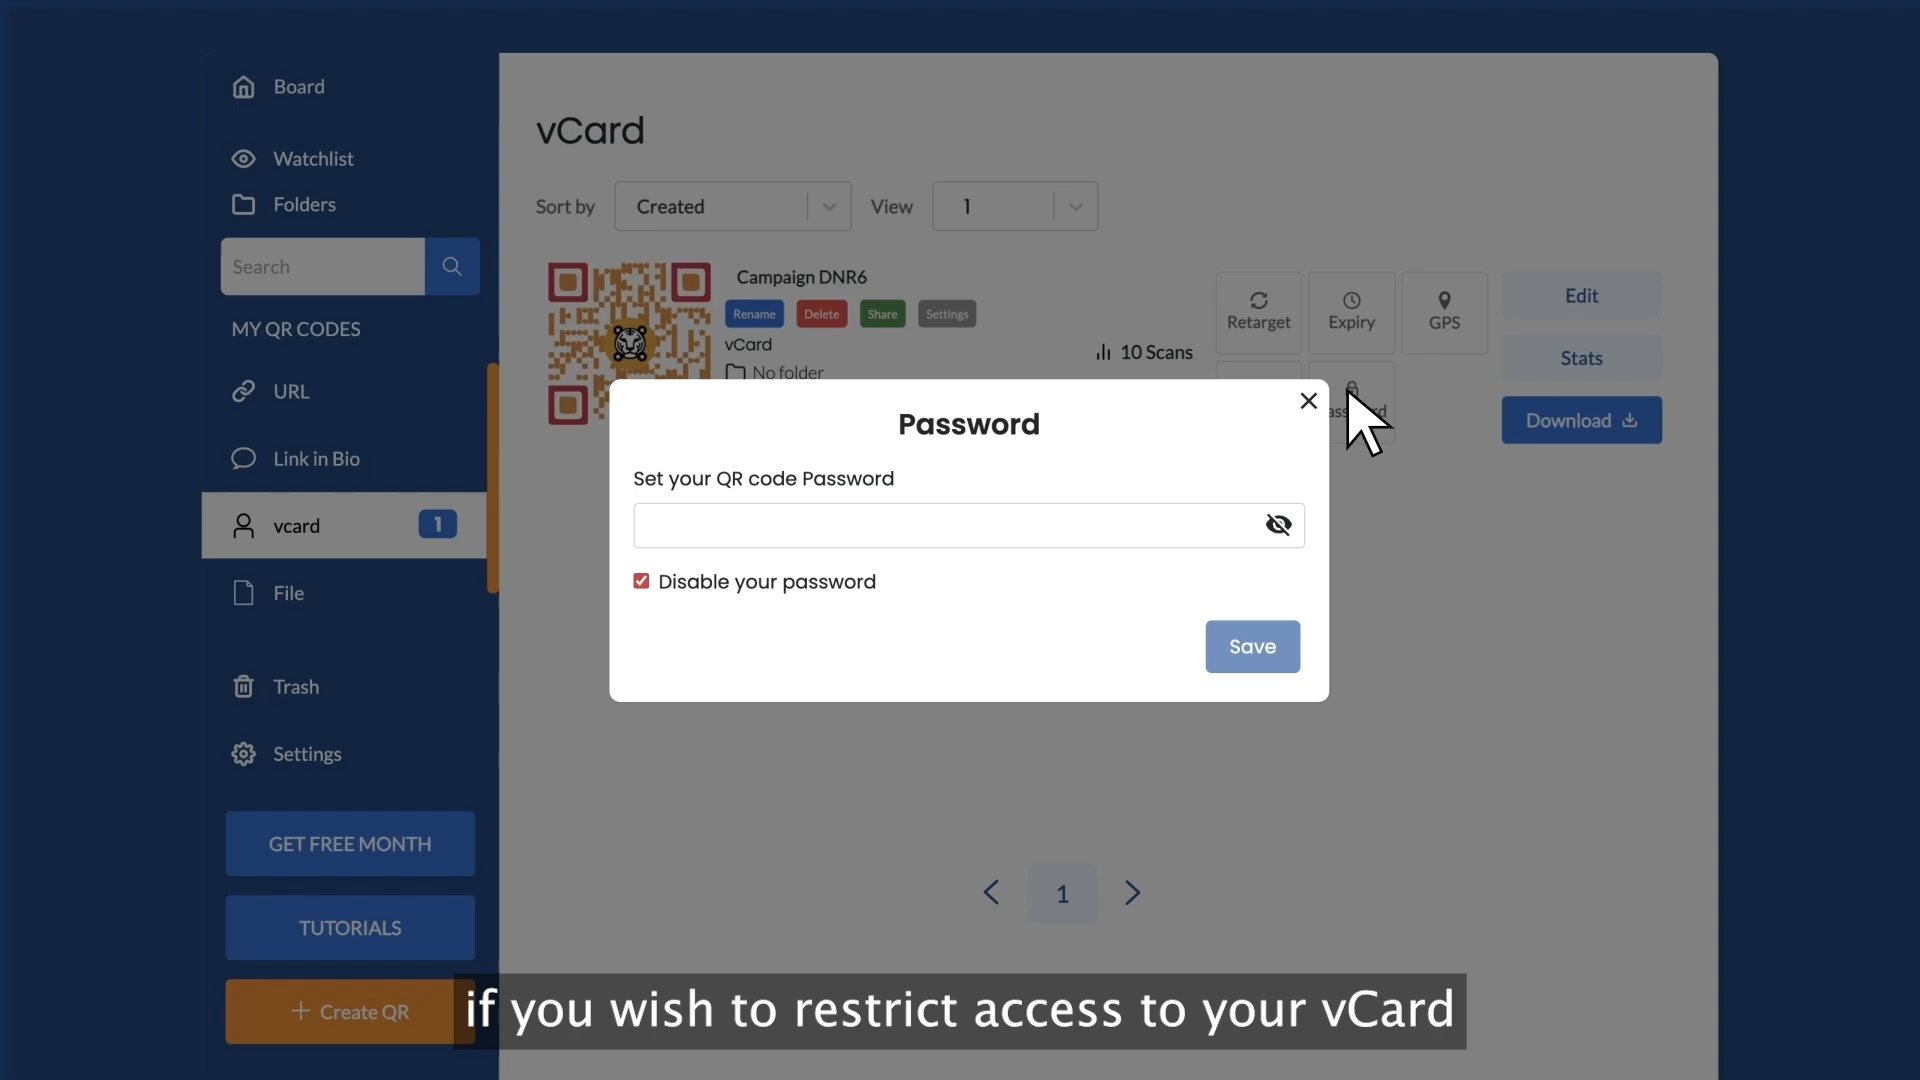 Board
Watchlist
Folders
Search
MY QR CODES
URL
Link in Bio
vcard 1
File
Trash
Settings
GET FREE MONTH
TUTORIALS
+ Create QR
vCard
Sort by Created View 1
Campaign DNR6
Rename Delete Share Settings
vCard
No folder
10 Scans
Retarget Expiry GPS
Edit
Stats
Download
Password
Set your QR code Password
Disable your password
Save
1
if you wish to restrict access to your vCard